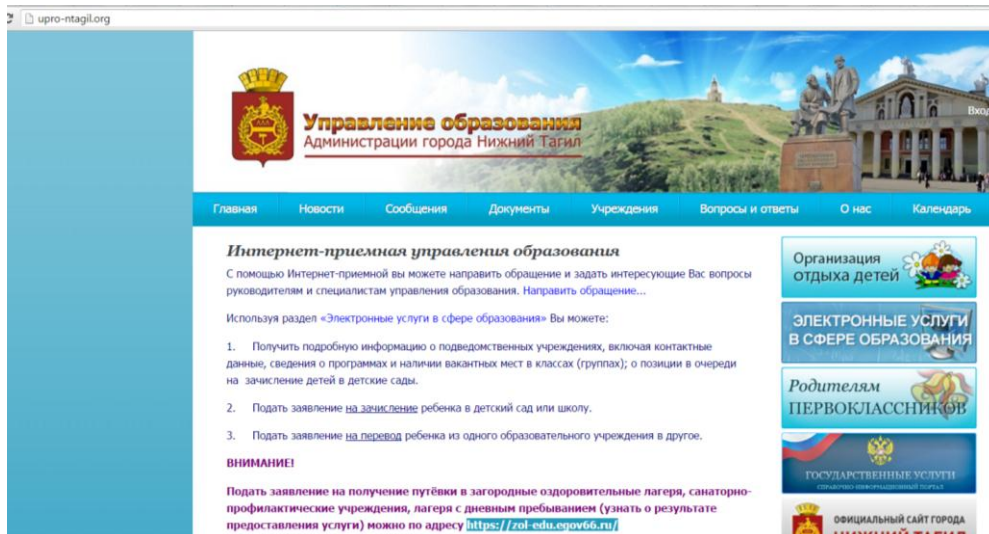 upro-ntagil.org
Управление образования
Администрации города Нижний Тагил
Вход
Главная Новости Сообщения Документы Учреждения Вопросы и ответы О нас Календарь
Интернет-приемная управления образования
С помощью Интернет-приемной вы можете направить обращение и задать интересующие Вас вопросы
руководителям и специалистам управления образования. Направить обращение...
Используя раздел «Электронные услуги в сфере образования» Вы можете:
1. Получить подробную информацию о подведомственных учреждениях, включая контактные
данные, сведения о программах и наличии вакантных мест в классах (группах); о позиции в очереди
на зачисление детей в детские сады.
2. Подать заявление на зачисление ребенка в детский сад или школу.
3. Подать заявление на перевод ребенка из одного образовательного учреждения в другое.
ВНИМАНИЕ!
Подать заявление на получение путёвки в загородные оздоровительные лагеря, санаторно-
профилактические учреждения, лагеря с дневным пребыванием (узнать о результате
предоставления услуги) можно по адресу https://zol-edu.egov66.ru/
Организация
отдыха детей
ЭЛЕКТРОННЫЕ УСЛУГИ
В СФЕРЕ ОБРАЗОВАНИЯ
Родителям
ПЕРВОКЛАССНИКОВ
ГОСУДАРСТВЕННЫЕ УСЛУГИ
СПРАВОЧНО-ИНФОРМАЦИОННЫЙ ПОРТАЛ
ОФИЦИАЛЬНЫЙ САЙТ ГОРОДА
НИЖНИЙ ТАГИЛ